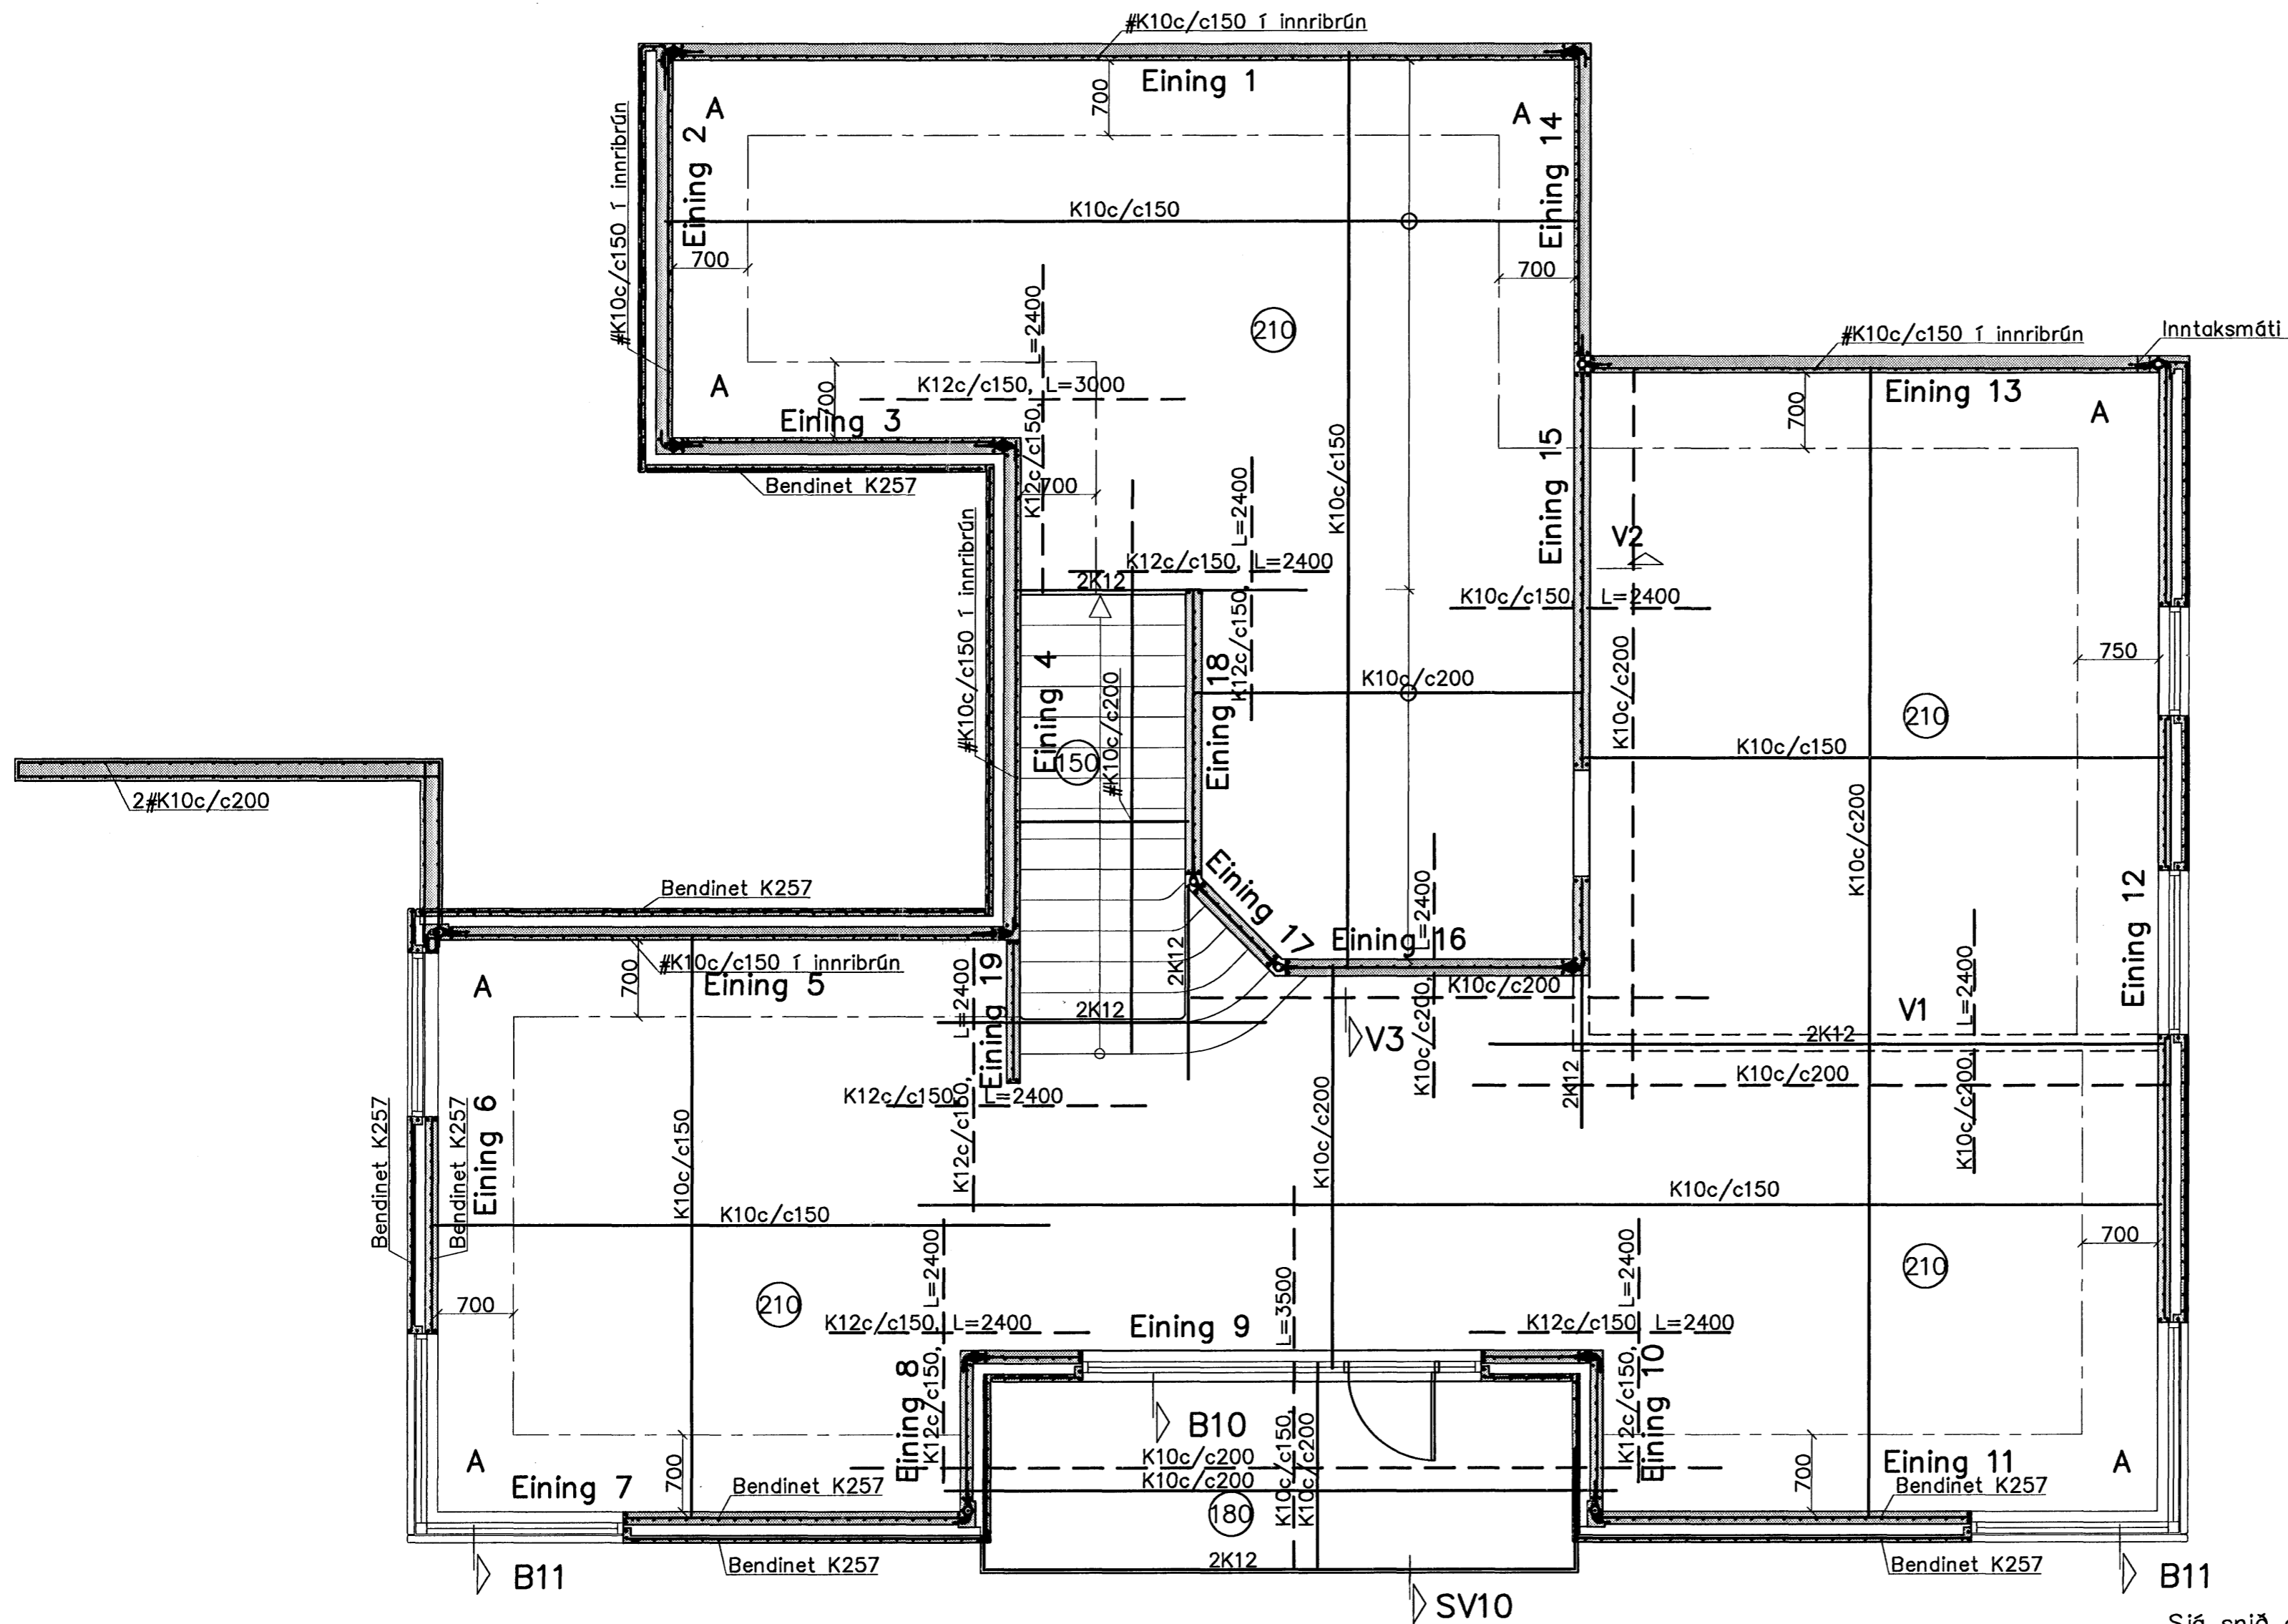 #K10c/c150 í innribrún
Eining 1
A
A
700
Eining 2
Eining 14
#K10c/c150 í innribrún
K10c/c150
700
700
210
K12c/c150, L=2400
#K10c/c150 í innribrún
Inntaksmáti
K12c/c150, L=3000
A
700
Eining 3
Eining 13
A
700
Bendinet K257
700
K10c/c150
Eining 15
#K10c/c150 í innribrún
K12c/c150, L=2400
V2
K12c/c150, L=2400
2K12
K10c/c150, L=2400
Eining 4
150
#K10c/c200
Eining 18
K10c/c200
K10c/c200
750
210
K10c/c150
2#K10c/c200
K10c/c200
Eining 12
Bendinet K257
Eining 17
Eining 16
K10c/c200, L=2400
#K10c/c150 í innribrún
A
700
Eining 5
Eining 19
K12c/c150, L=2400
2K12
2K12
K10c/c200
V3
V1
K10c/c200, L=2400
2K12
2K12
K10c/c200
K12c/c150, L=2400
Bendinet K257
Bendinet K257
Eining 6
K10c/c150
K10c/c200
K10c/c150
K10c/c150
700
700
210
210
K12c/c150, L=2400
K12c/c150, L=2400
Eining 9
K10c/c150, L=3500
K12c/c150, L=2400
K12c/c150, L=2400
Eining 8
Eining 10
B10
K10c/c200
K10c/c200
K10c/c200
A
700
Eining 7
Bendinet K257
180
700
Eining 11
A
Bendinet K257
Bendinet K257
2K12
Bendinet K257
B11
SV10
B11